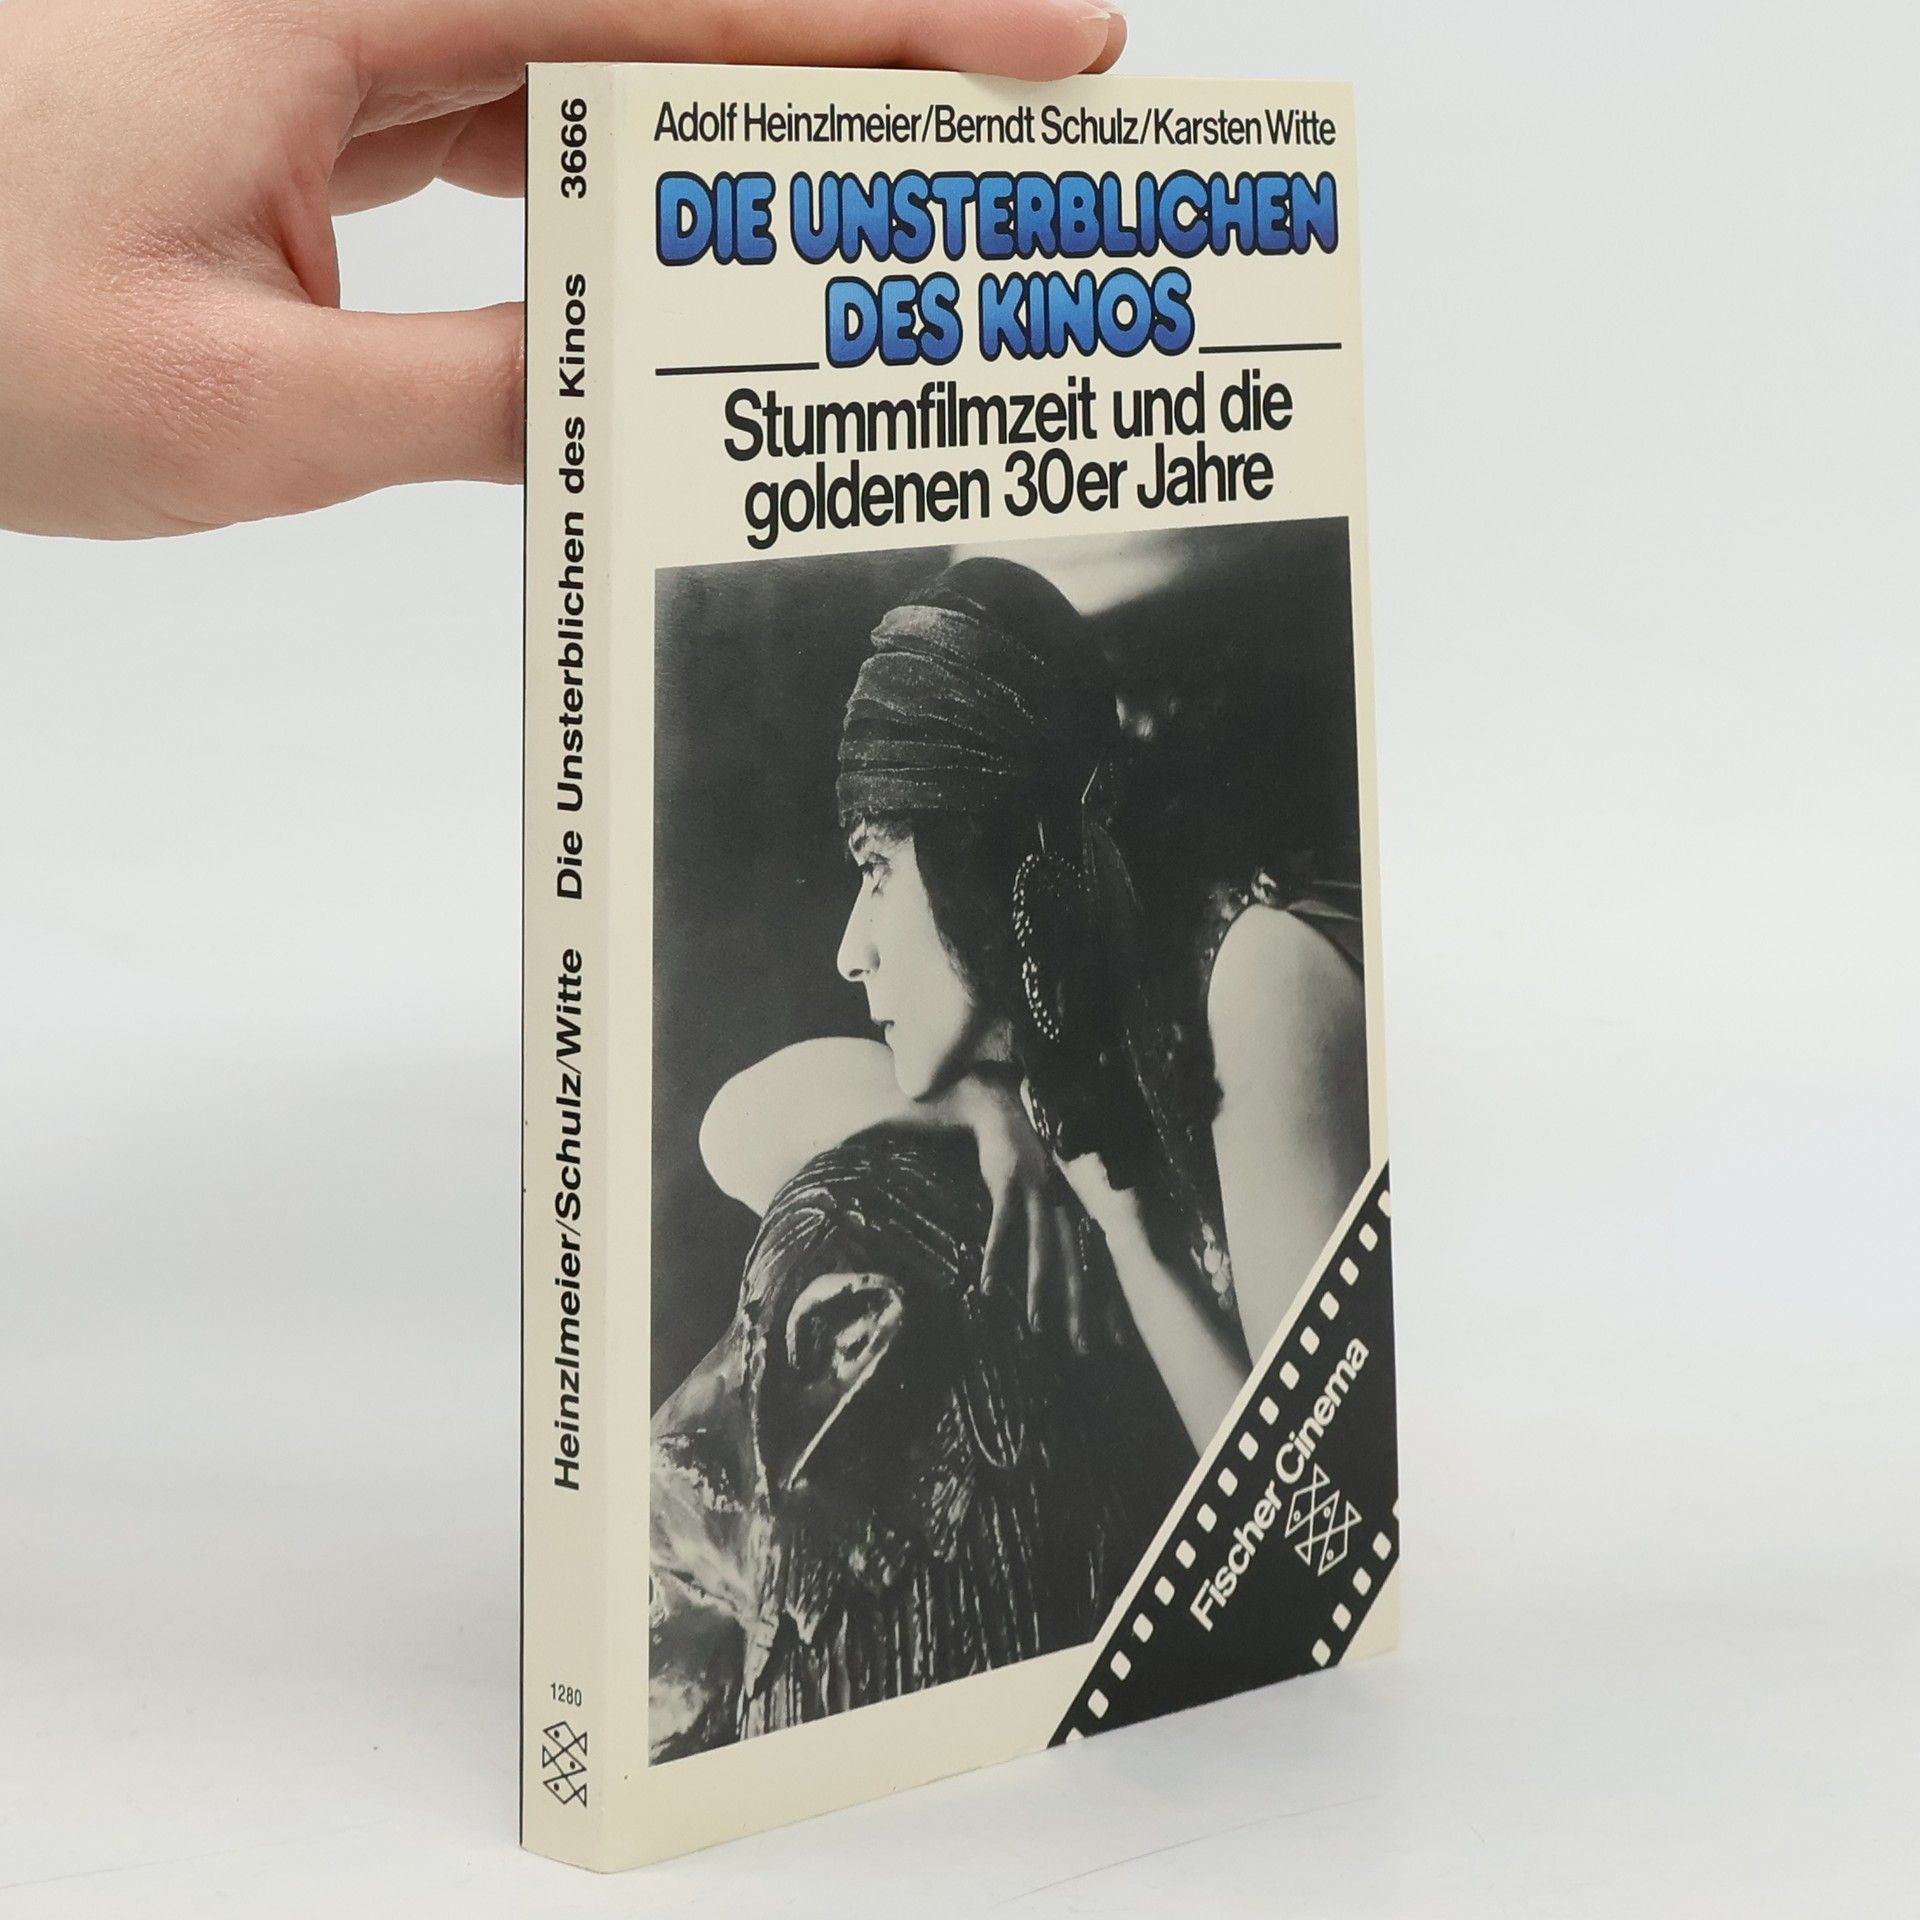 Adolf Heinzlmeier/Berndt Schulz/Karsten Witte
DIE UNSTERBLICHEN
DES KINOS
Stummfilmzeit und die
goldenen 30er Jahre
Fischer Cinema
Heinzlmeier/Schulz/Witte Die Unsterblichen des Kinos 3666
1280